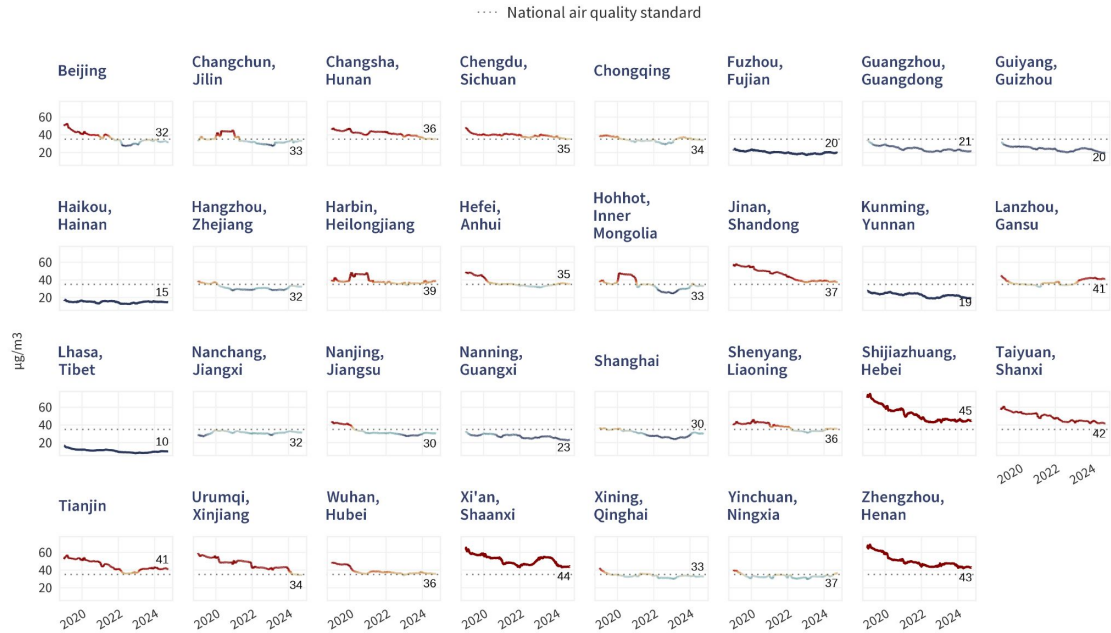 National air quality standard
Beijing
Changchun,
Jilin
Changsha,
Hunan
Chengdu,
Sichuan
Chongqing
Fuzhou,
Fujian
Guangzhou,
Guangdong
Guiyang,
Guizhou
60
40
20
32
33
36
35
34
20
21
20
Haikou,
Hainan
Hangzhou,
Zhejiang
Harbin,
Heilongjiang
Hefei,
Anhui
Hohhot,
Inner
Mongolia
Jinan,
Shandong
Kunming,
Yunnan
Lanzhou,
Gansu
60
40
20
15
32
39
35
33
37
19
41
µg/m3
Lhasa,
Tibet
Nanchang,
Jiangxi
Nanjing,
Jiangsu
Nanning,
Guangxi
Shanghai
Shenyang,
Liaoning
Shijiazhuang,
Hebei
Taiyuan,
Shanxi
60
40
20
10
32
30
23
30
36
45
42
2020 2022 2024
Tianjin
Urumqi,
Xinjiang
Wuhan,
Hubei
Xi'an,
Shaanxi
Xining,
Qinghai
Yinchuan,
Ningxia
Zhengzhou,
Henan
60
40
20
41
34
36
44
33
37
43
2020 2022 2024
2020 2022 2024
2020 2022 2024
2020 2022 2024
2020 2022 2024
2020 2022 2024
2020 2022 2024